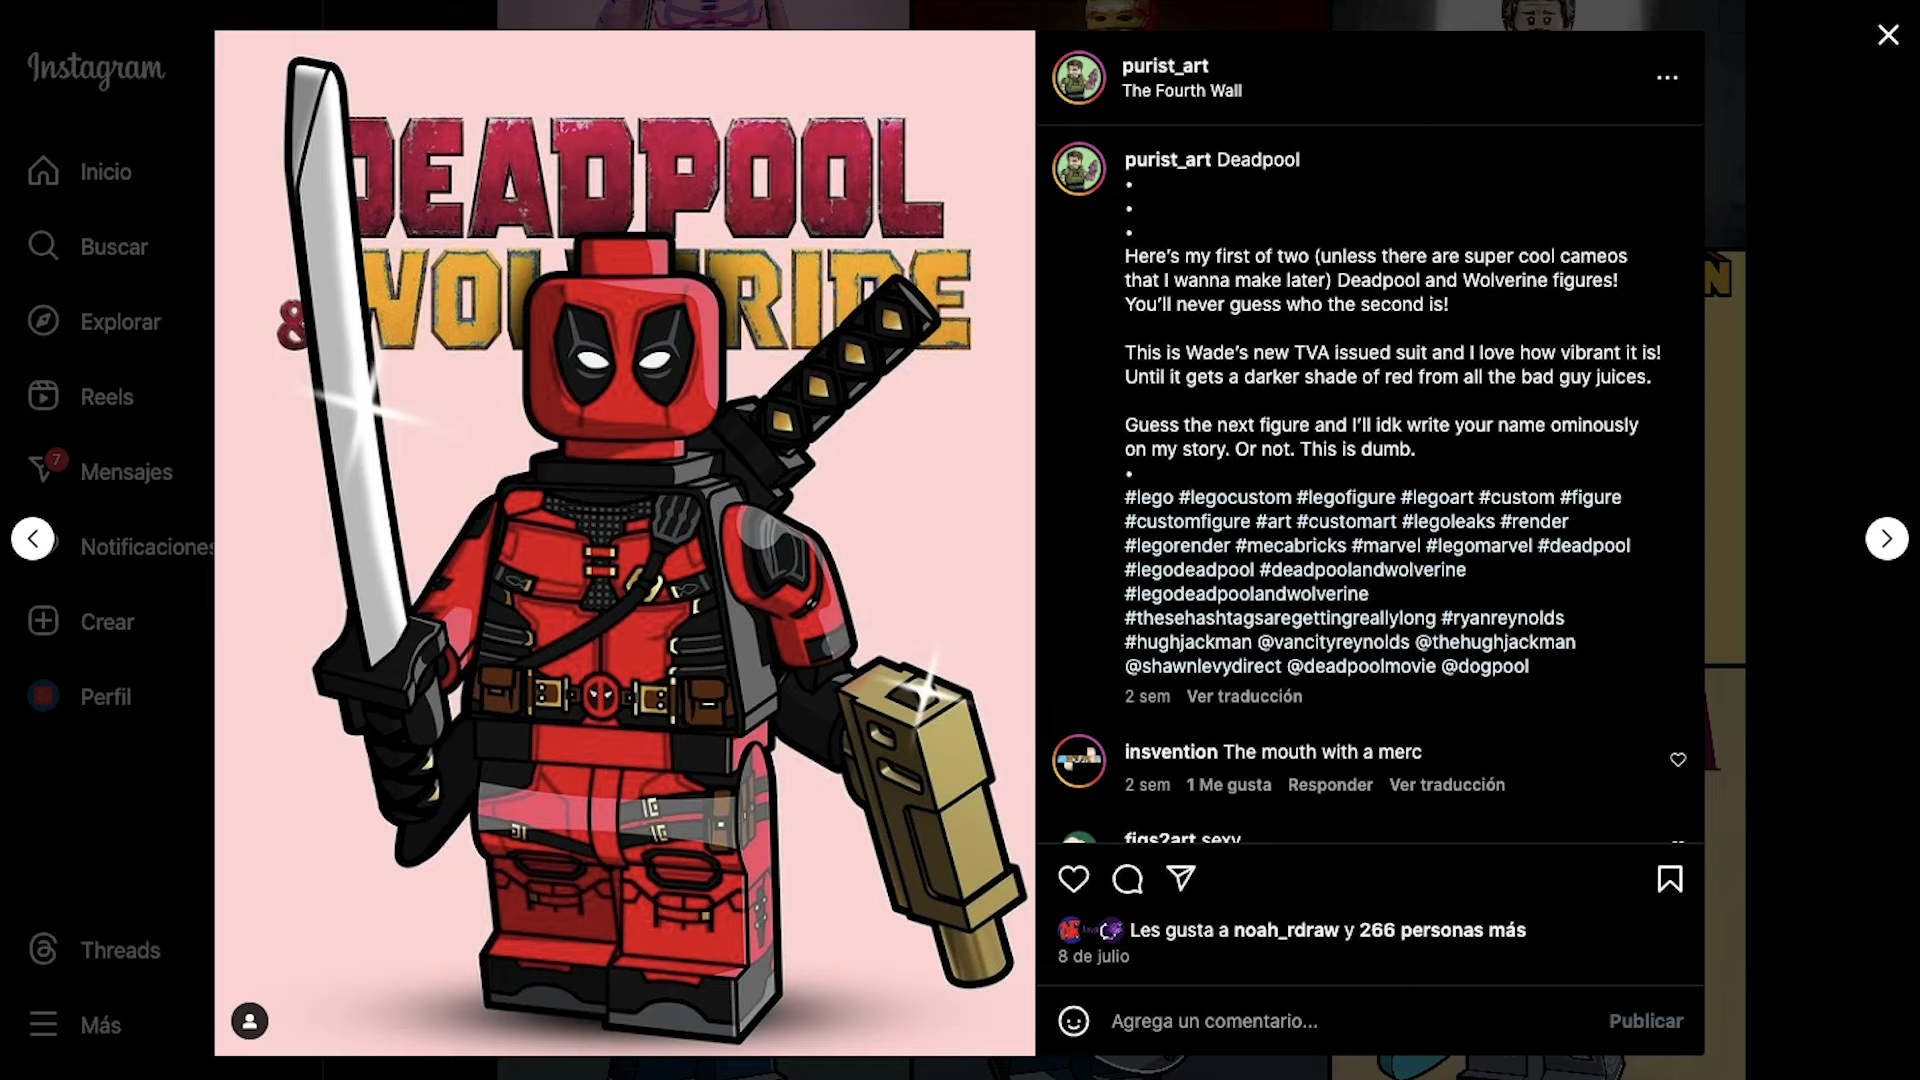 Instagram
Inicio
Buscar
Explorar
Reels
7
Mensajes
Notificaciones
Crear
Perfil
Threads
Más
DEADPOOL
&
purist_art
The Fourth Wall
purist_art Deadpool
•
•
•
Here's my first of two (unless there are super cool cameos
that I wanna make later) Deadpool and Wolverine figures!
You'll never guess who the second is!
This is Wade's new TVA issued suit and I love how vibrant it is!
Until it gets a darker shade of red from all the bad guy juices.
Guess the next figure and I'll idk write your name ominously
on my story. Or not. This is dumb.
•
#lego #legocustom #legofigure #legoart #custom #figure
#customfigure #art #customart #legoleaks #render
#legorender #mecabricks #marvel #legomarvel #deadpool
#legodeadpool #deadpoolandwolverine
#legodeadpoolandwolverine
#thesehashtagsaregettingreallylong #ryanreynolds
#hughjackman @vancityreynolds @thehughjackman
@shawnlevydirect @deadpoolmovie @dogpool
2 sem Ver traducción
insvention The mouth with a merc
2 sem 1 Me gusta Responder Ver traducción
figs2art sexy
Les gusta a noah_rdraw y 266 personas más
8 de julio
Agrega un comentario...
Publicar